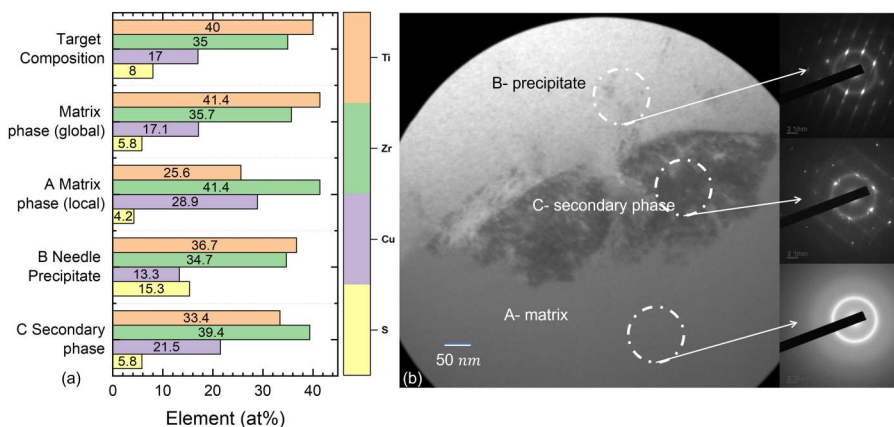 (a)
Target
Composition
40
35
17
8
Matrix
phase (global)
41.4
35.7
17.1
5.8
A Matrix
phase (local)
25.6
41.4
28.9
4.2
B Needle
Precipitate
36.7
34.7
13.3
15.3
C Secondary
phase
33.4
39.4
21.5
5.8
0 10 20 30 40
Element (at%)
Ti
Zr
Cu
S
(b)
B- precipitate
C- secondary phase
A- matrix
50 nm